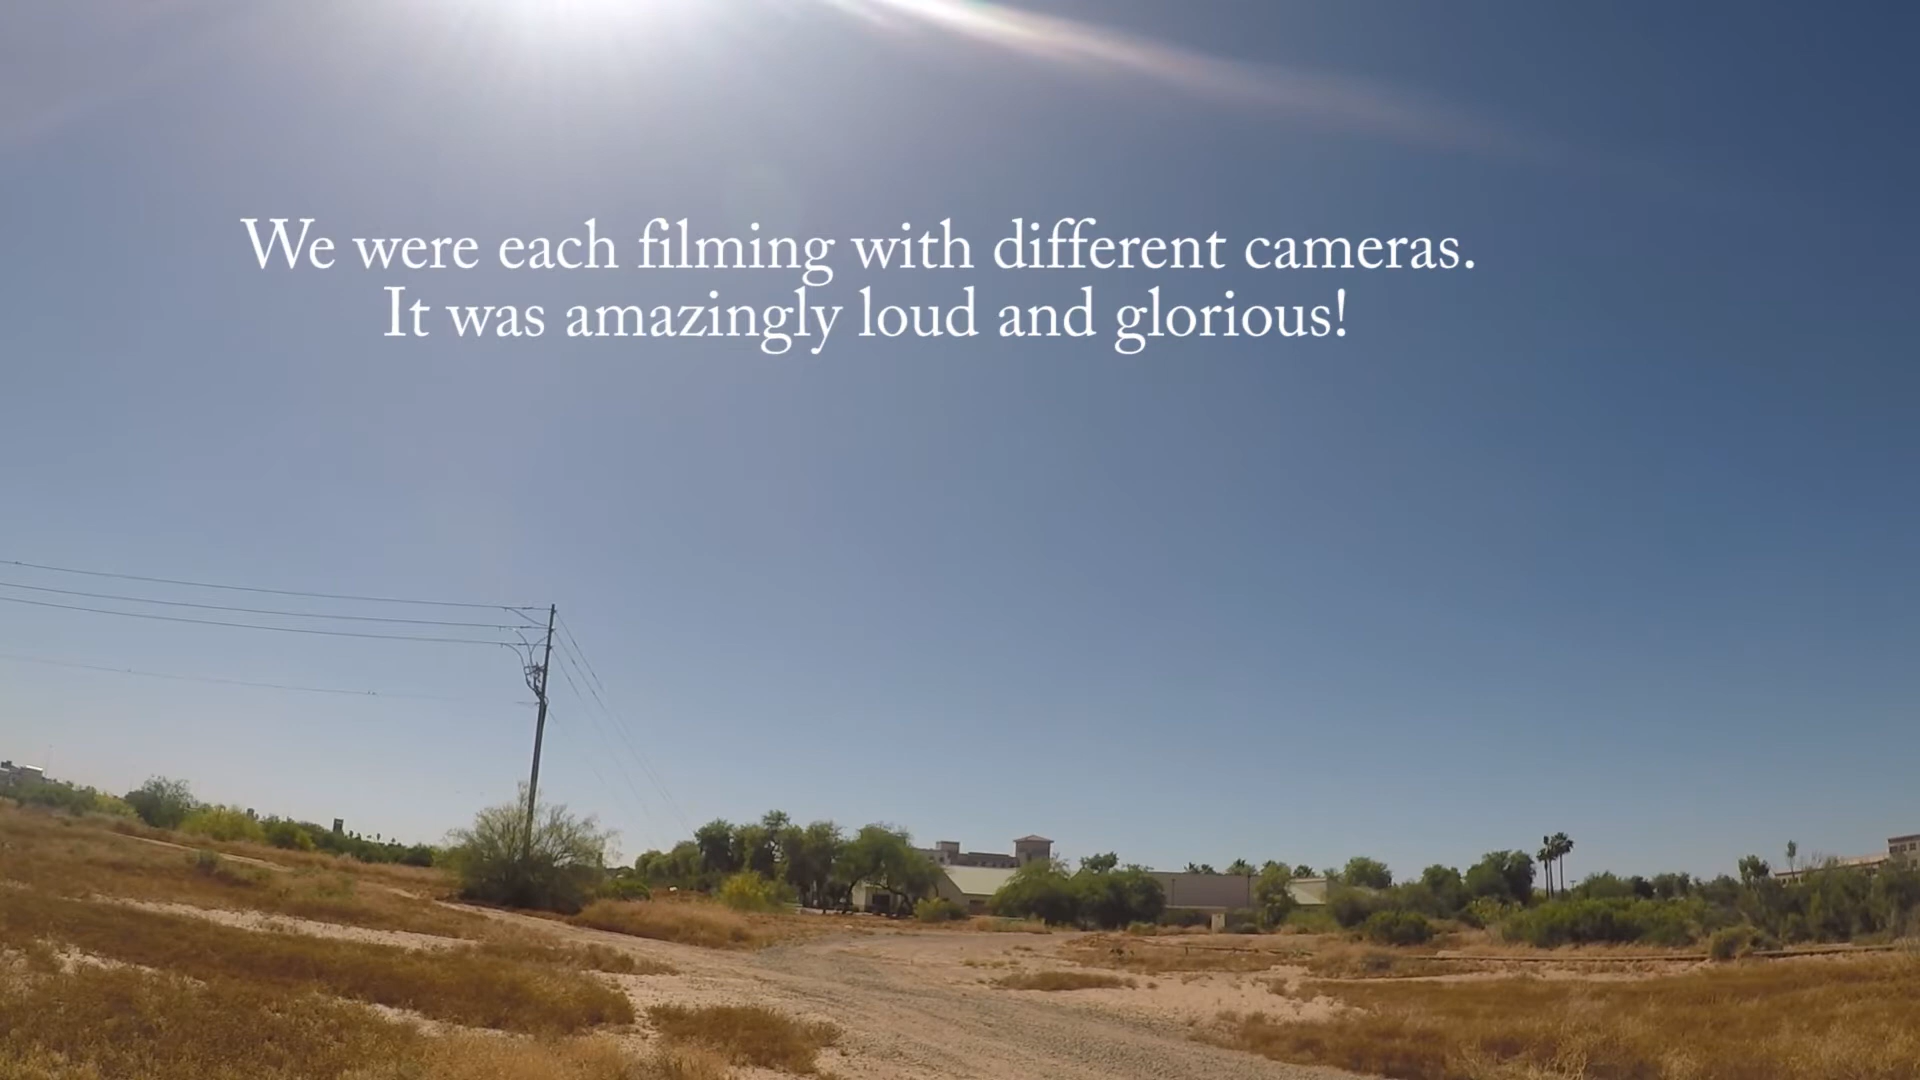 We were each filming with different cameras.
It was amazingly loud and glorious!